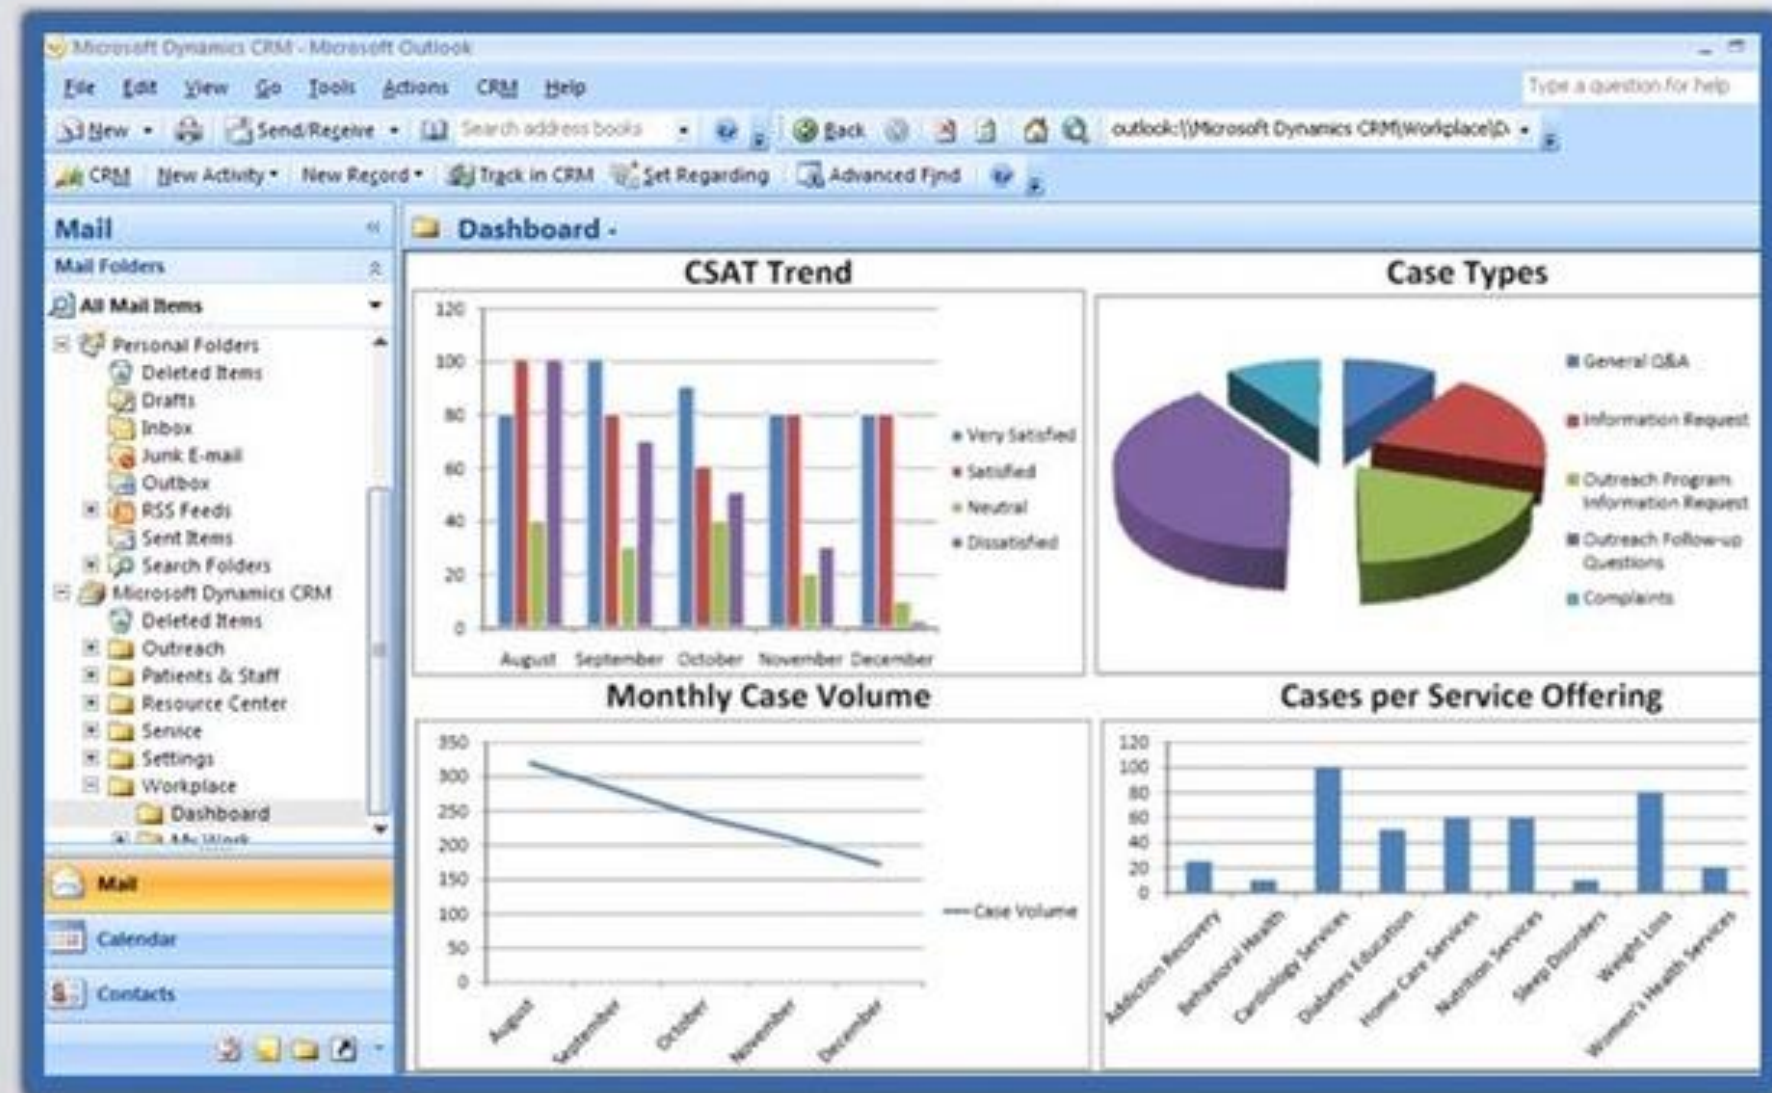 Microsoft Dynamics CRM - Microsoft Outlook
File Edit View Go Tools Actions CRM Help
Type a question for help
New Send/Receive Search address books Back outlook:\\Microsoft Dynamics CRM\Workplace\D
CRM New Activity New Record Track in CRM Set Regarding Advanced Find
Mail
Mail Folders
All Mail Items
Personal Folders
Deleted Items
Drafts
Inbox
Junk E-mail
Outbox
RSS Feeds
Sent Items
Search Folders
Microsoft Dynamics CRM
Deleted Items
Outreach
Patients & Staff
Resource Center
Service
Settings
Workplace
Dashboard
My Work
Mail
Calendar
Contacts
Dashboard -
CSAT Trend
120
100
80
60
40
20
0
August September October November December
Very Satisfied
Satisfied
Neutral
Dissatisfied
Case Types
General Q&A
Information Request
Outreach Program
Information Request
Outreach Follow-up
Questions
Complaints
Monthly Case Volume
350
300
250
200
150
100
50
0
August
September
October
November
December
Case Volume
Cases per Service Offering
120
100
80
60
40
20
0
Addiction Recovery
Behavioral Health
Cardiology Services
Diabetes Education
Home Care Services
Nutrition Services
Sleep Disorders
Weight Loss
Women's Health Services